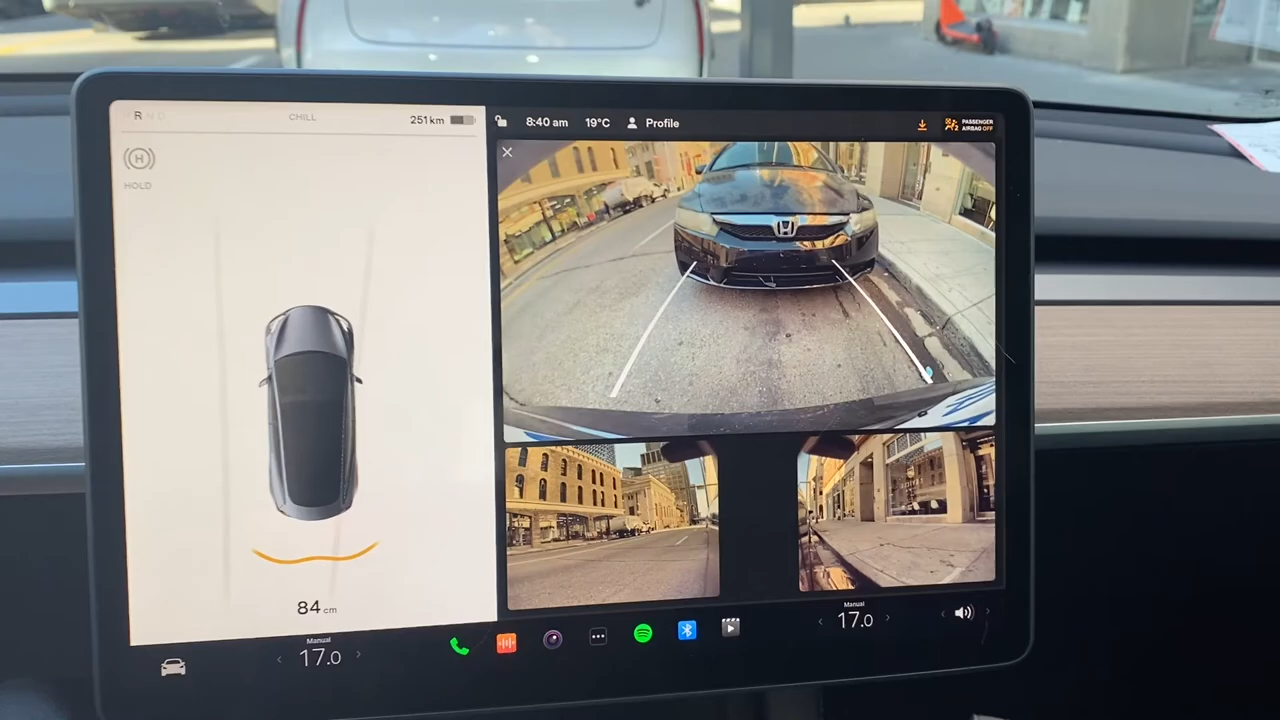 R N D
CHILL
251 km
8:40 am
19°C
Profile
PASSENGER
AIRBAG OFF
H
HOLD
84 cm
Manual
17.0
Manual
17.0